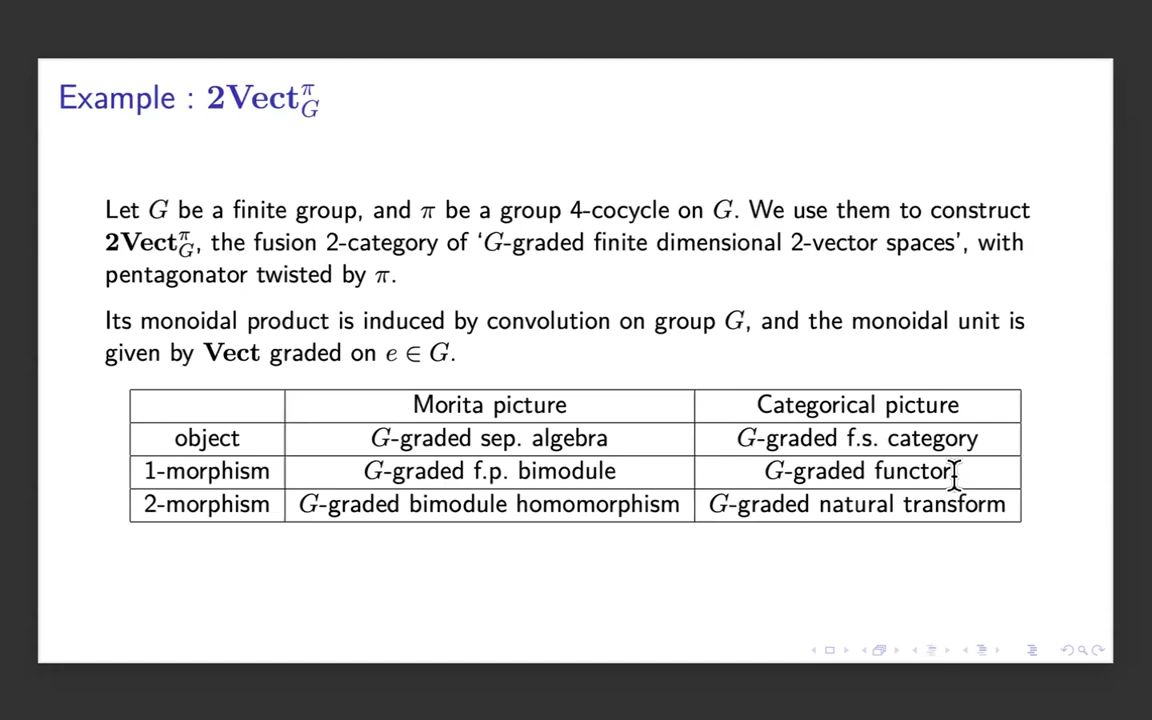 Example : 2Vect^π_G
Let G be a finite group, and π be a group 4-cocycle on G. We use them to construct
2Vect^π_G, the fusion 2-category of ‘G-graded finite dimensional 2-vector spaces’, with
pentagonator twisted by π.
Its monoidal product is induced by convolution on group G, and the monoidal unit is
given by Vect graded on e ∈ G.
Morita picture Categorical picture
object G-graded sep. algebra G-graded f.s. category
1-morphism G-graded f.p. bimodule G-graded functor
2-morphism G-graded bimodule homomorphism G-graded natural transform